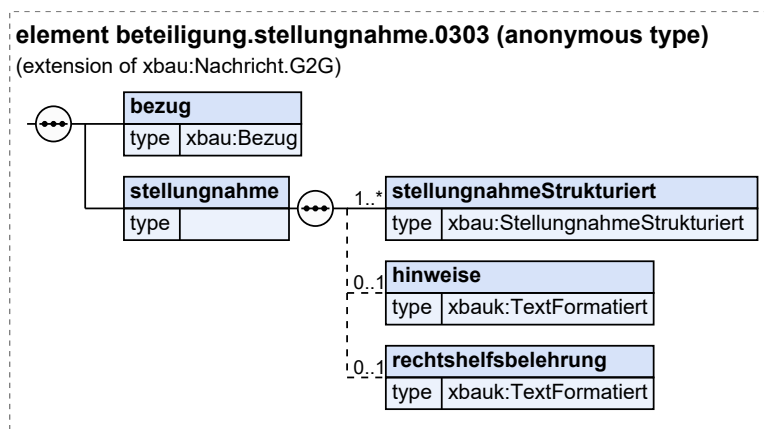 element beteiligung.stellungnahme.0303 (anonymous type)
(extension of xbau:Nachricht.G2G)
bezug
type xbau:Bezug
stellungnahme
type
1..* stellungnahmeStrukturiert
type xbau:StellungnahmeStrukturiert
0..1 hinweise
type xbauk:TextFormatiert
0..1 rechtshelfsbelehrung
type xbauk:TextFormatiert